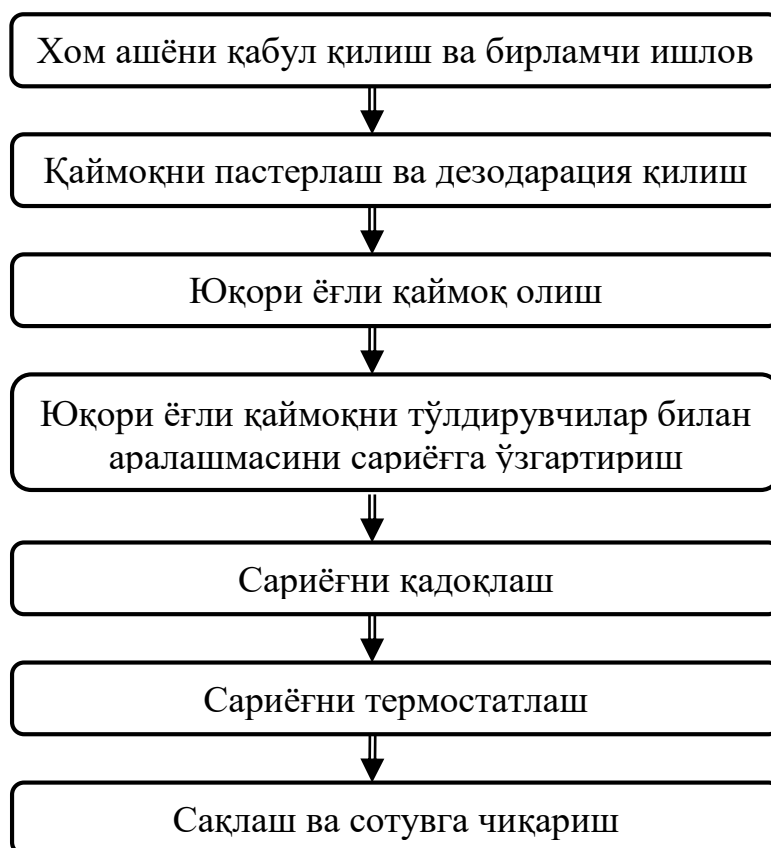 Хом ашёни қабул қилиш ва бирламчи ишлов
Қаймоқни пастерлаш ва дезодарация қилиш
Юқори ёғли қаймоқ олиш
Юқори ёғли қаймоқни тўлдирувчилар билан
аралашмасини сариёғга ўзгартириш
Сариёғни қадоқлаш
Сариёғни термостатлаш
Сақлаш ва сотувга чиқариш